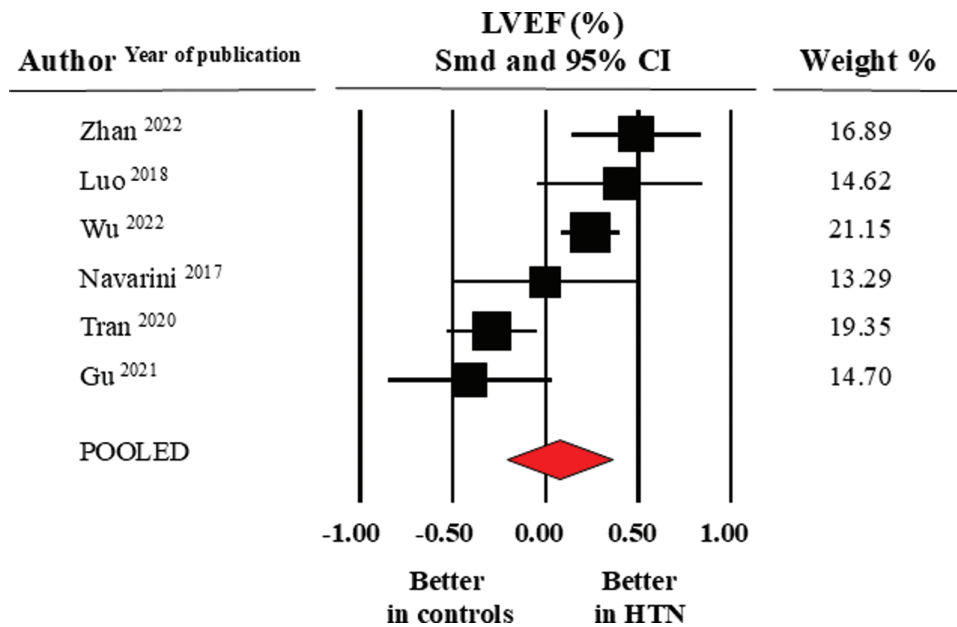 LVEF (%)
Author Year of publication Smd and 95% CI Weight %
Zhan 2022 16.89
Luo 2018 14.62
Wu 2022 21.15
Navarini 2017 13.29
Tran 2020 19.35
Gu 2021 14.70
POOLED
-1.00 -0.50 0.00 0.50 1.00
Better Better
in controls in HTN